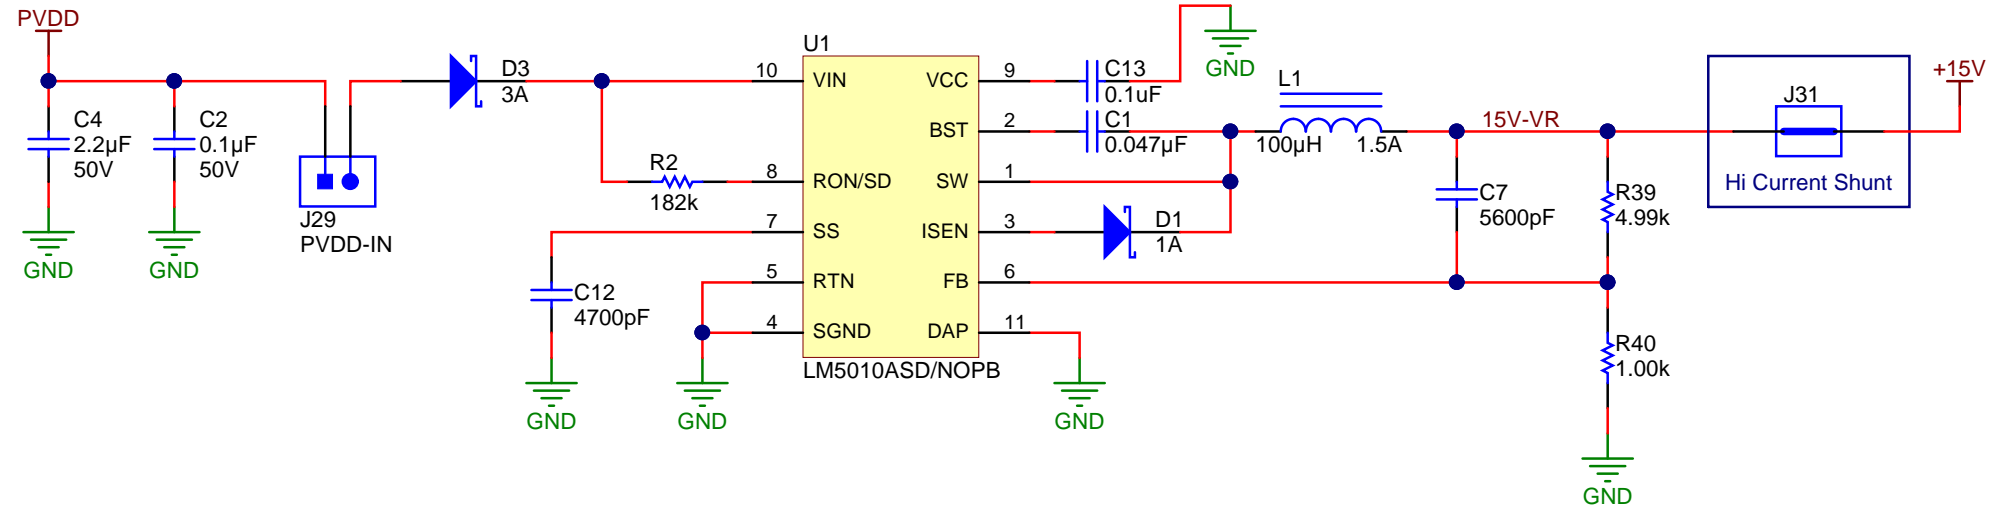 PVDD
C4
2.2µF
50V
GND
C2
0.1µF
50V
GND
J29
PVDD-IN
D3
3A
R2
182k
C12
4700pF
GND
GND
U1
10 VIN
8 RON/SD
7 SS
5 RTN
4 SGND
VCC 9
BST 2
SW 1
ISEN 3
FB 6
DAP 11
LM5010ASD/NOPB
GND
C13
0.1uF
GND
C1
0.047µF
D1
1A
L1
100µH 1.5A
15V-VR
C7
5600pF
R39
4.99k
R40
1.00k
GND
J31
Hi Current Shunt
+15V